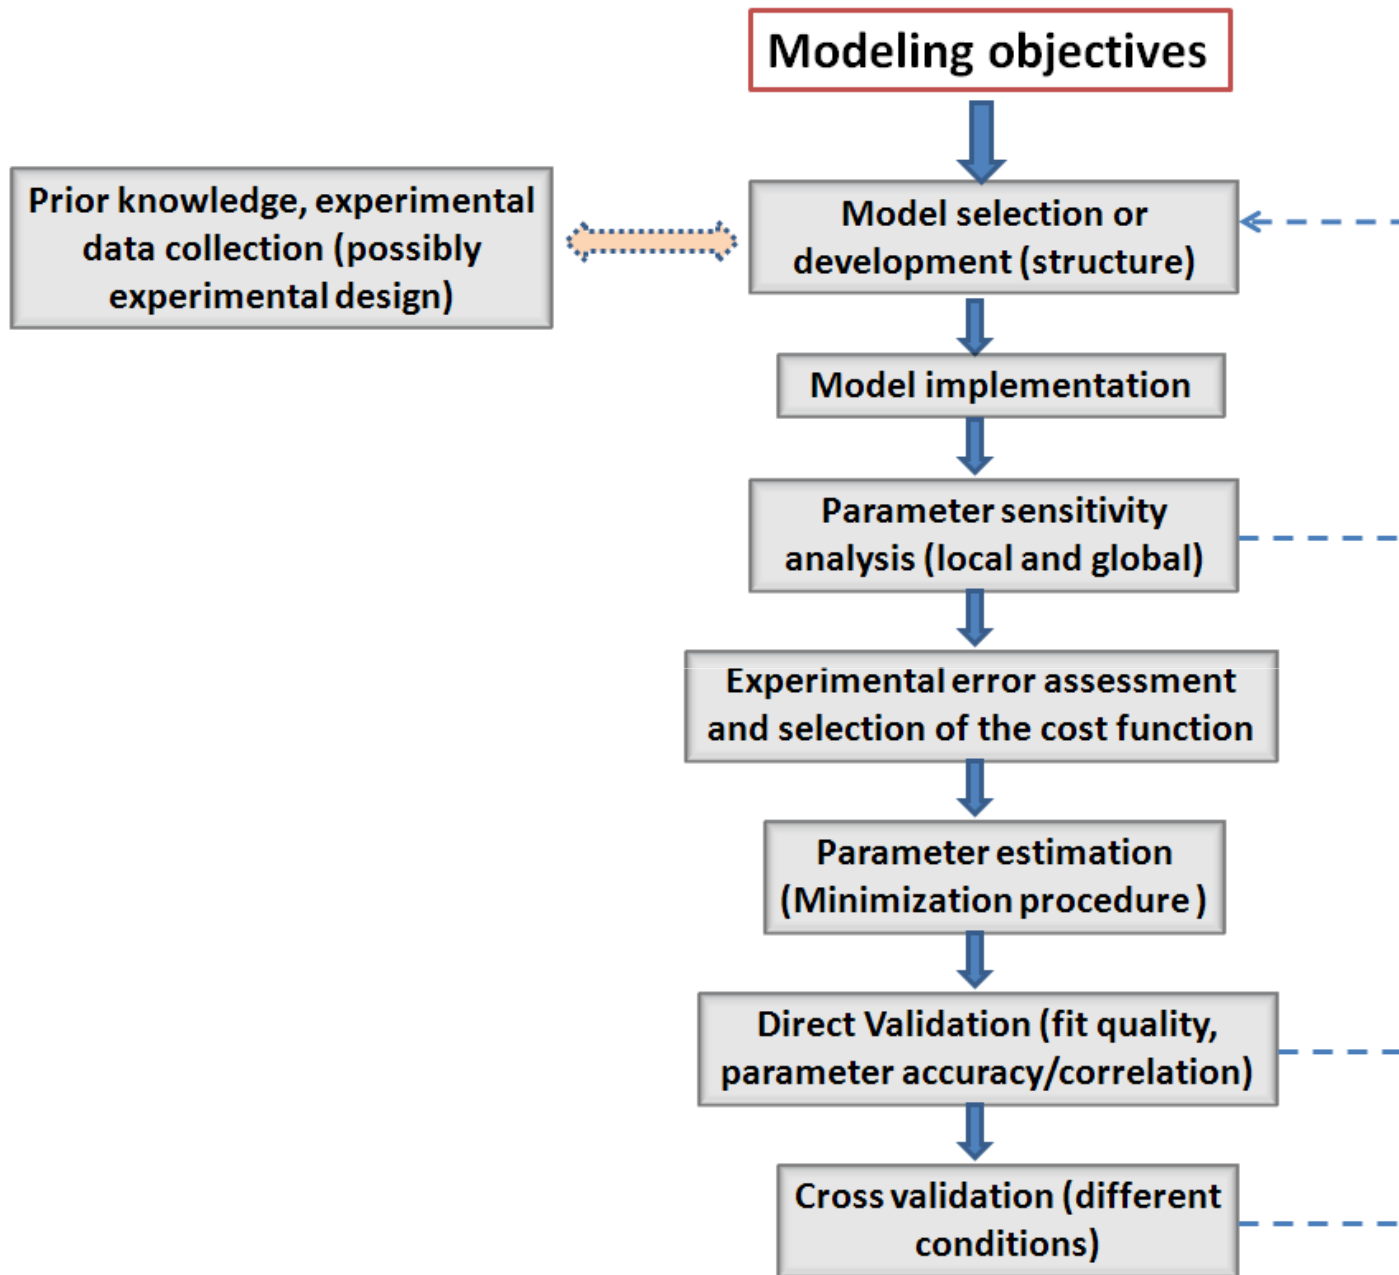 Modeling objectives
Prior knowledge, experimental
data collection (possibly
experimental design)
Model selection or
development (structure)
Model implementation
Parameter sensitivity
analysis (local and global)
Experimental error assessment
and selection of the cost function
Parameter estimation
(Minimization procedure )
Direct Validation (fit quality,
parameter accuracy/correlation)
Cross validation (different
conditions)